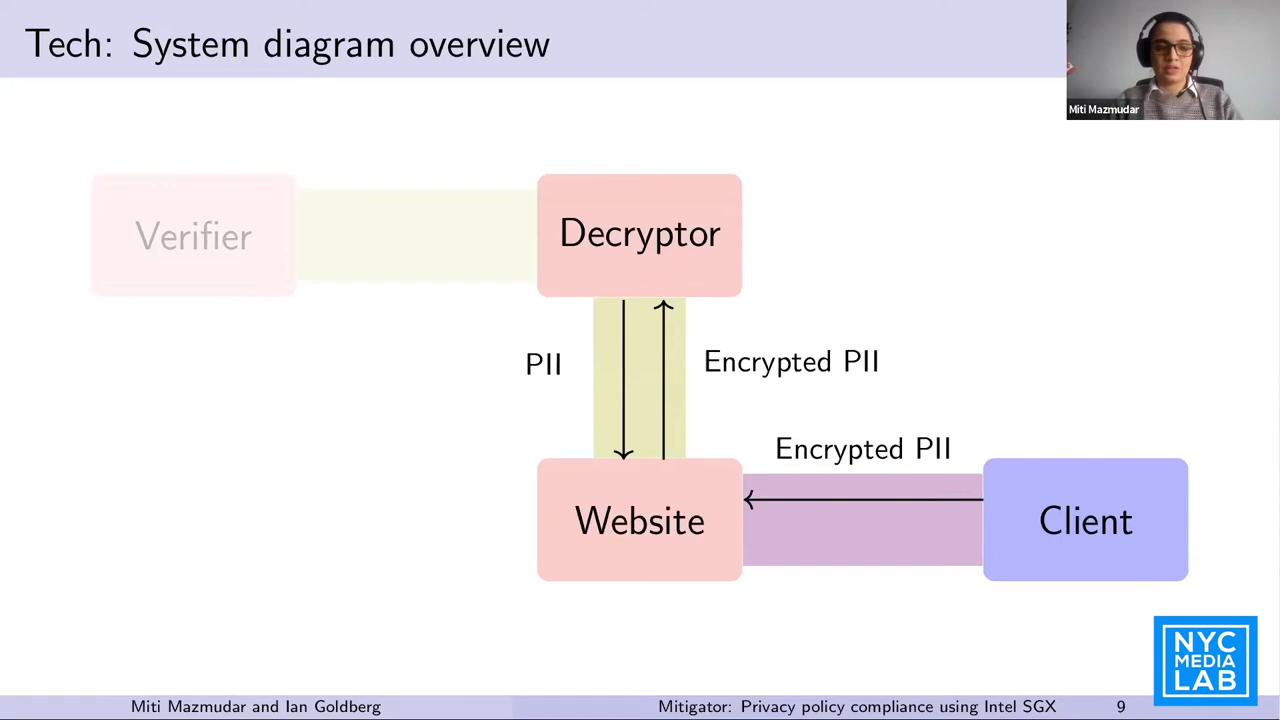 Tech: System diagram overview
Miti Mazmudar
Verifier
Decryptor
PII
Encrypted PII
Encrypted PII
Website
Client
NYC
MEDIA
LAB
Miti Mazmudar and Ian Goldberg
Mitigator: Privacy policy compliance using Intel SGX
9